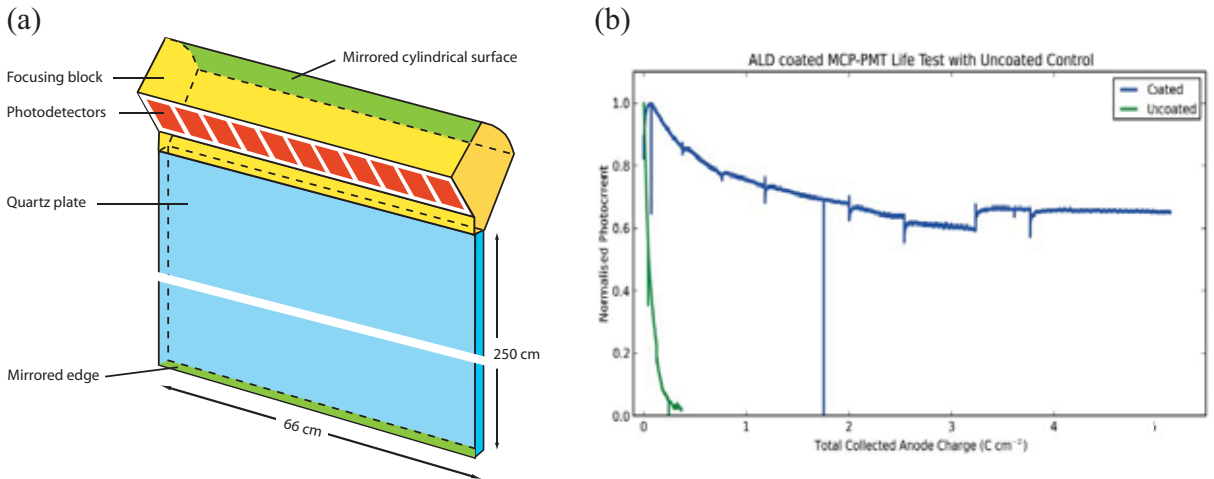 (a)
Mirrored cylindrical surface
Focusing block
Photodetectors
Quartz plate
250 cm
Mirrored edge
66 cm
(b)
ALD coated MCP-PMT Life Test with Uncoated Control
Coated
Uncoated
1.0
0.8
0.6
0.4
0.2
0.0
Normalised Photocrrent
0 1 2 3 4 5
Total Collected Anode Charge (C cm⁻²)